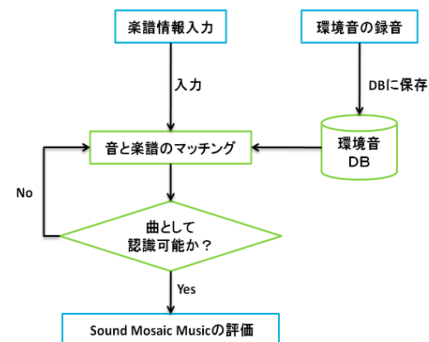 楽譜情報入力
環境音の録音
入力
DBに保存
音と楽譜のマッチング
環境音
DB
No
曲として
認識可能か？
Yes
Sound Mosaic Musicの評価